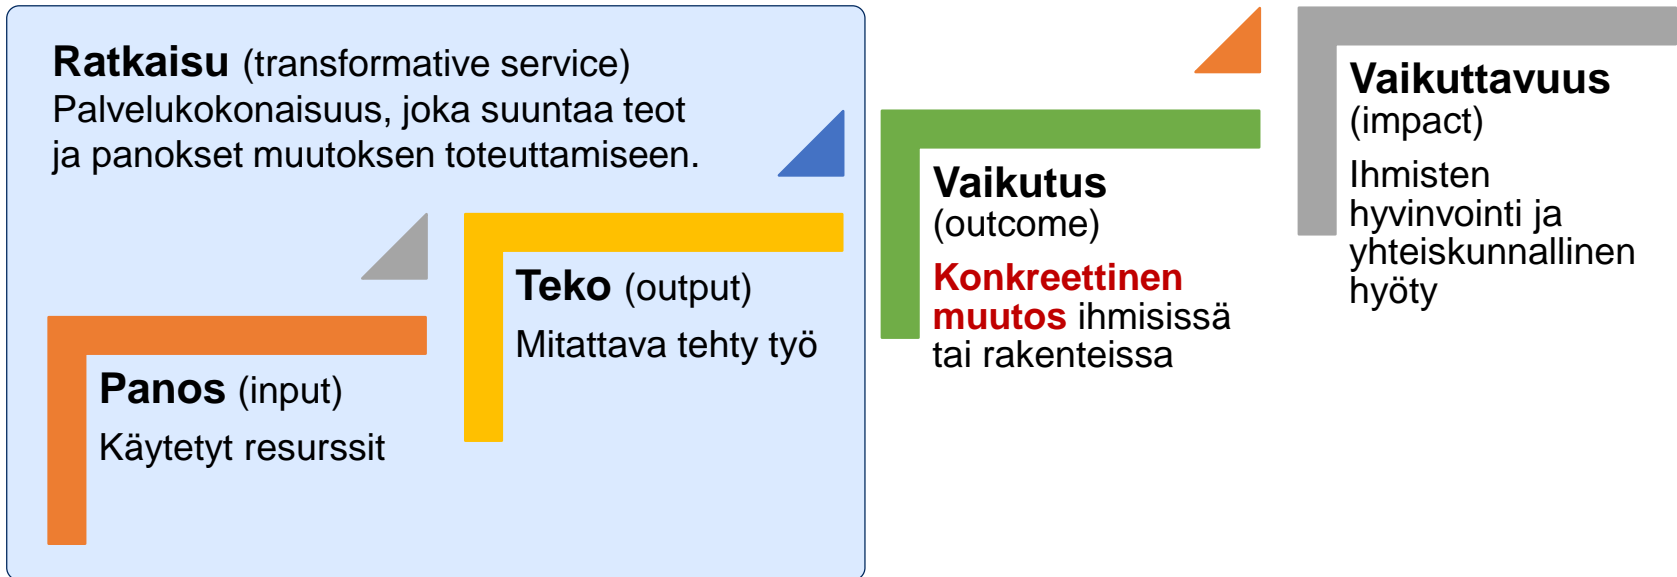 Ratkaisu (transformative service)
Palvelukokonaisuus, joka suuntaa teot
ja panokset muutoksen toteuttamiseen.
Panos (input)
Käytetyt resurssit
Teko (output)
Mitattava tehty työ
Vaikutus
(outcome)
Konkreettinen
muutos ihmisissä
tai rakenteissa
Vaikuttavuus
(impact)
Ihmisten
hyvinvointi ja
yhteiskunnallinen
hyöty